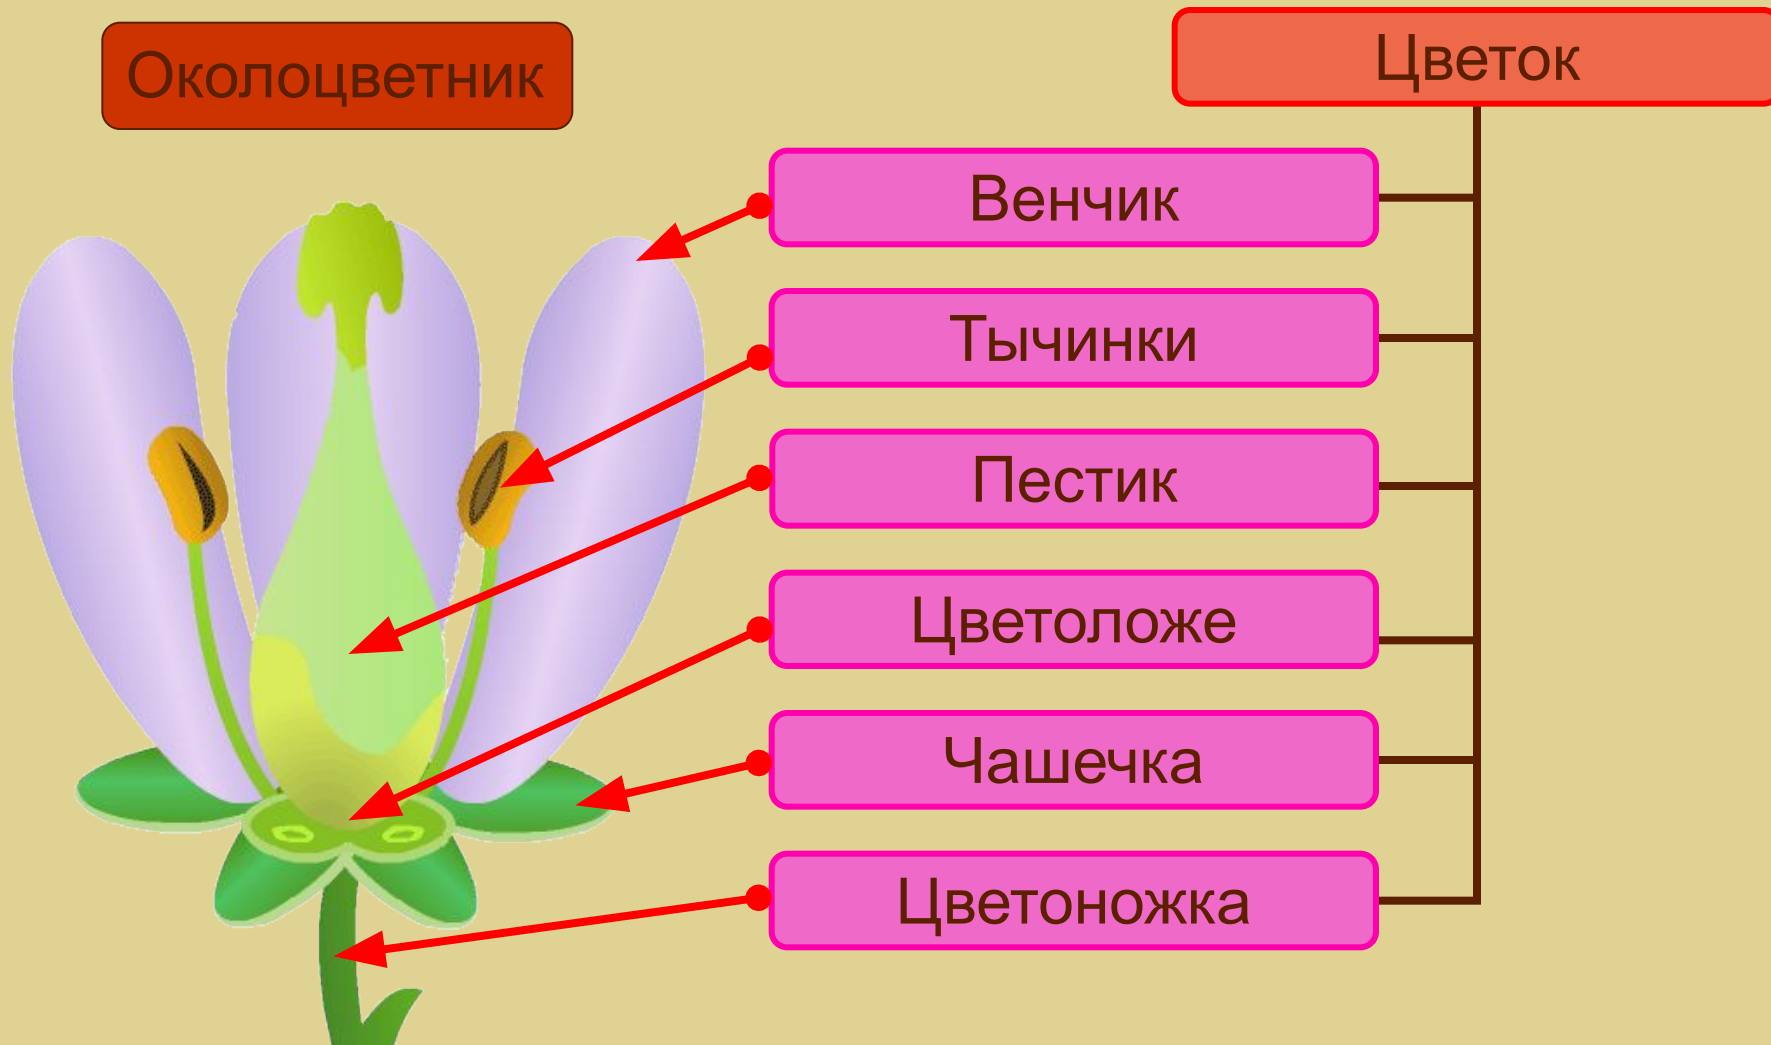 Околоцветник
Цветок
Венчик
Тычинки
Пестик
Цветоложе
Чашечка
Цветоножка